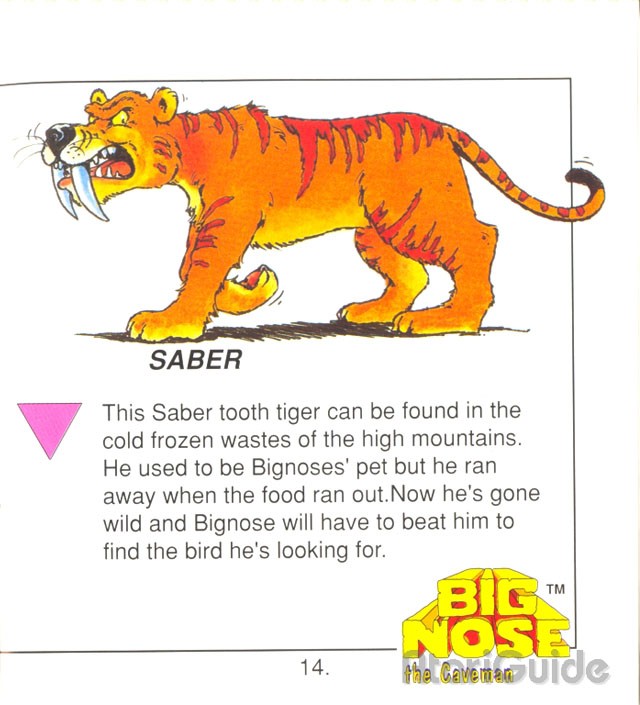 SABER
This Saber tooth tiger can be found in the
cold frozen wastes of the high mountains.
He used to be Bignoses' pet but he ran
away when the food ran out.Now he's gone
wild and Bignose will have to beat him to
find the bird he's looking for.
BIG TM
NOSE
the Caveman
14.
AtariGuide